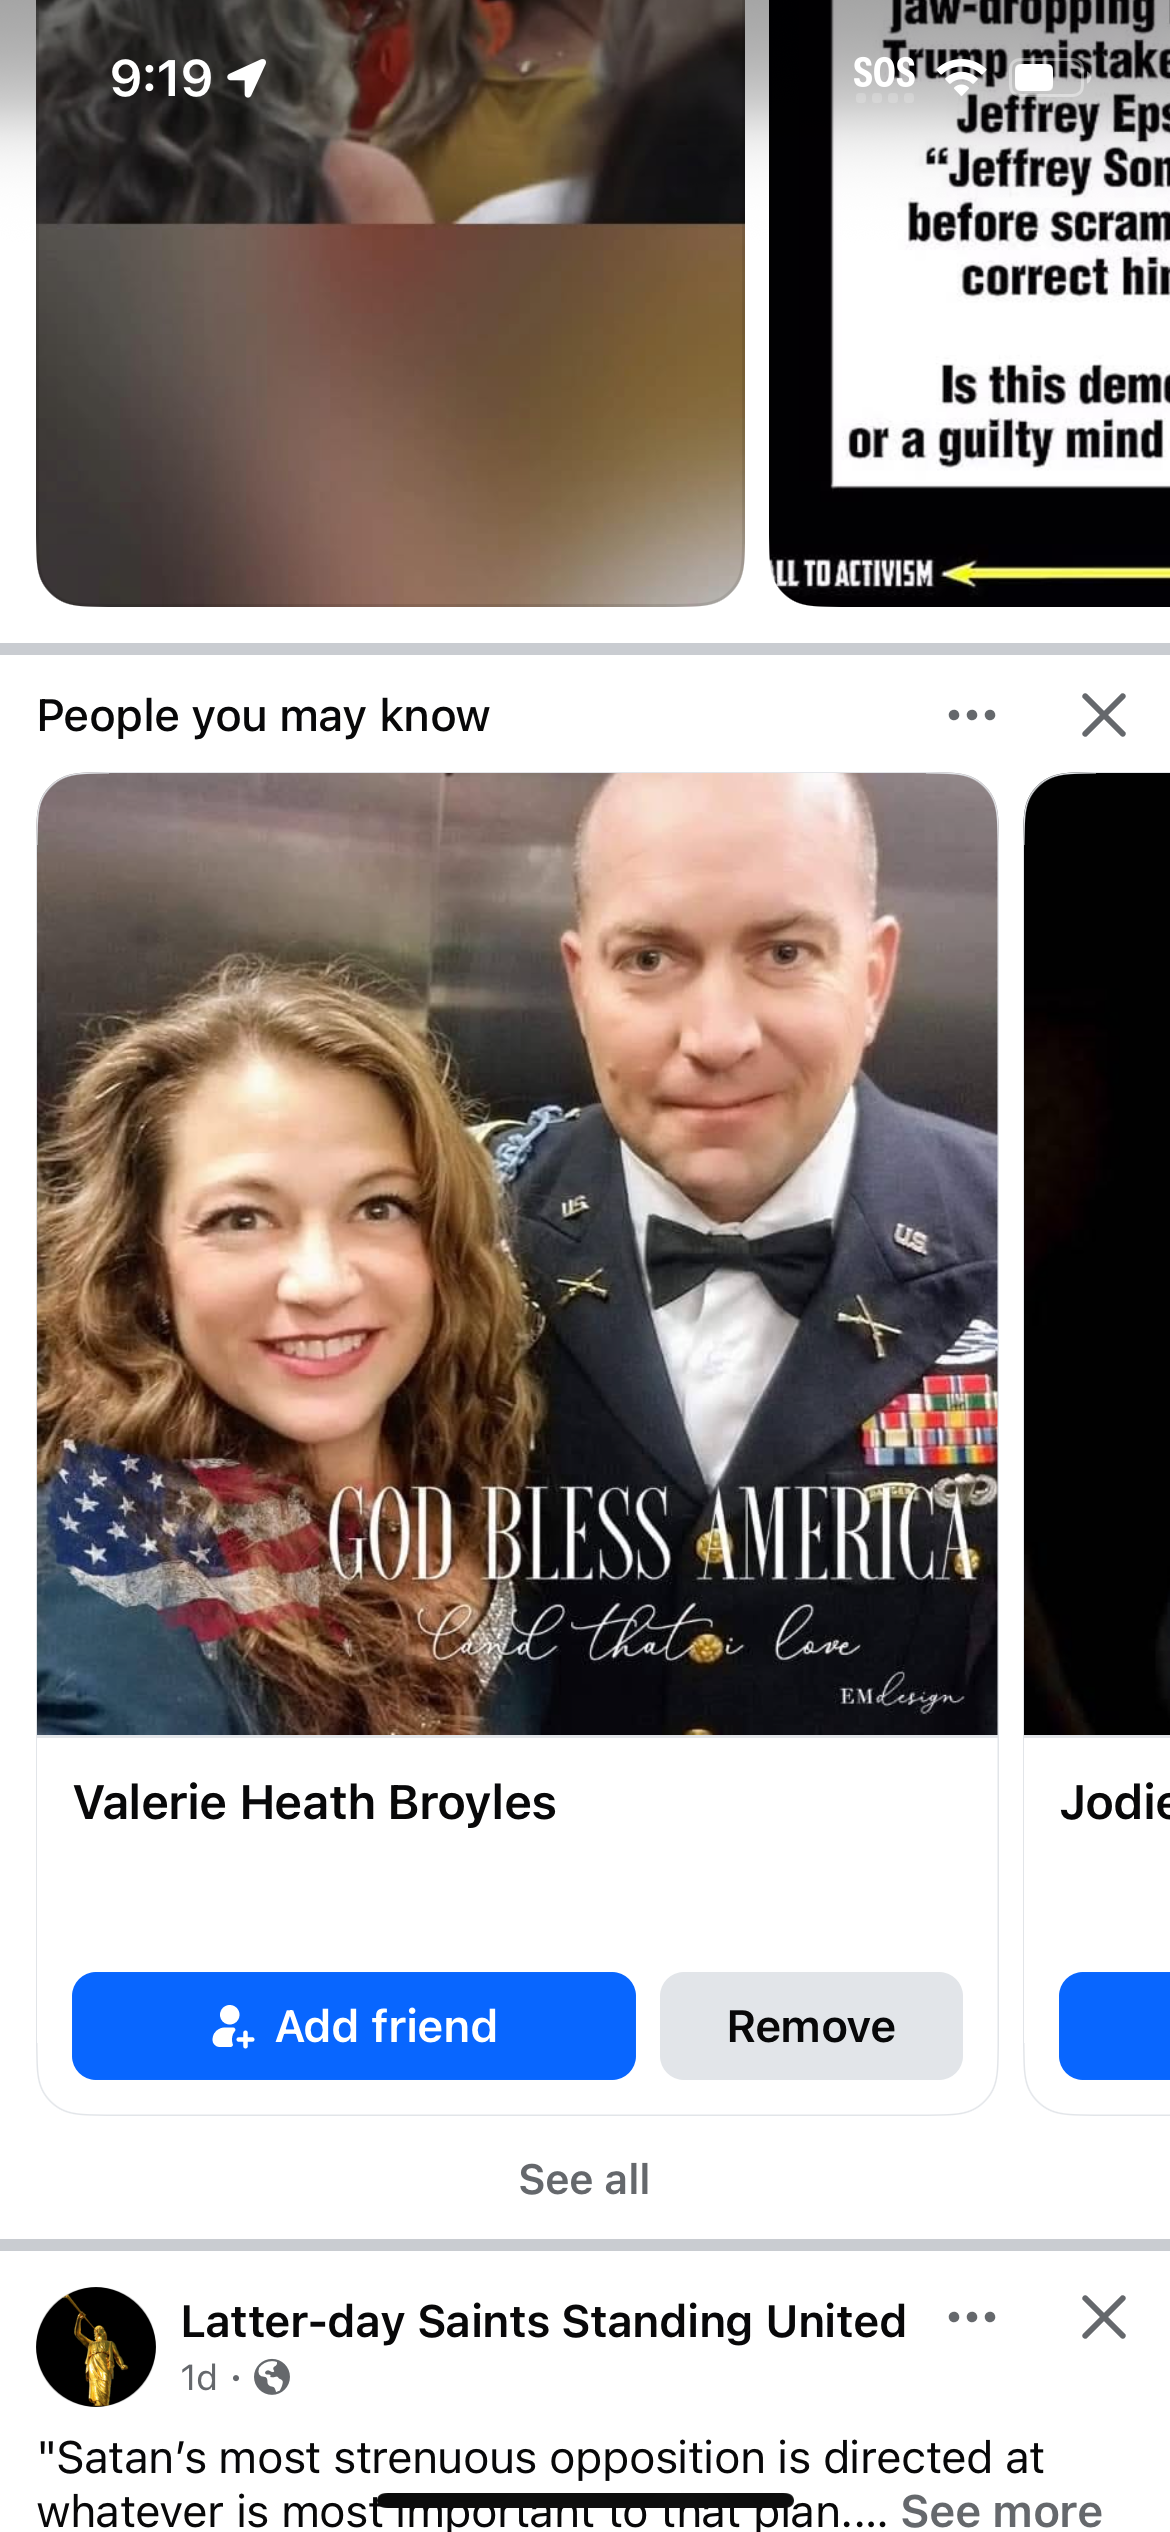 9:19
SOS
jaw-dropping
Trump mistake
Jeffrey Eps
"Jeffrey Son
before scram
correct hir
Is this deme
or a guilty mind
LL TO ACTIVISM
People you may know
U.S.
U.S.
GOD BLESS AMERICA
land that i love
EMdesign
Valerie Heath Broyles
Jodie
Add friend
Remove
See all
Latter-day Saints Standing United
1d ·
"Satan's most strenuous opposition is directed at
whatever is most important to that plan.... See more